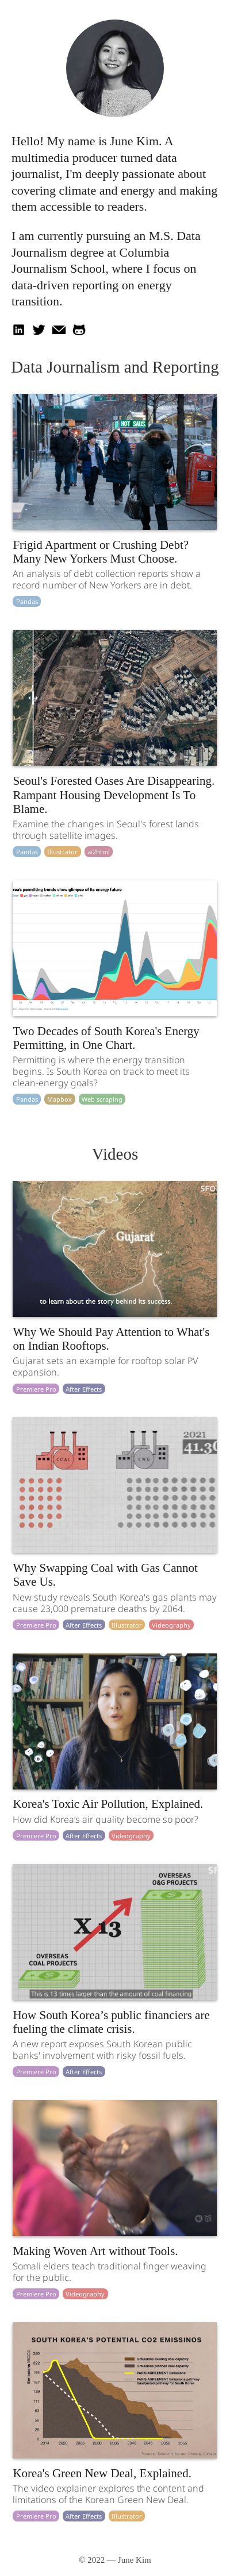 Hello! My name is June Kim. A
multimedia producer turned data
journalist, I'm deeply passionate about
covering climate and energy and making
them accessible to readers.
I am currently pursuing an M.S. Data
Journalism degree at Columbia
Journalism School, where I focus on
data-driven reporting on energy
transition.
Data Journalism and Reporting
HOT SUBS
Frigid Apartment or Crushing Debt?
Many New Yorkers Must Choose.
An analysis of debt collection reports show a
record number of New Yorkers are in debt.
Pandas
Seoul's Forested Oases Are Disappearing.
Rampant Housing Development Is To
Blame.
Examine the changes in Seoul's forest lands
through satellite images.
Pandas Illustrator ai2html
rea's permitting trends show glimpse of its energy future
Two Decades of South Korea's Energy
Permitting, in One Chart.
Permitting is where the energy transition
begins. Is South Korea on track to meet its
clean-energy goals?
Pandas Mapbox Web scraping
Videos
SFO
Gujarat
to learn about the story behind its success.
Why We Should Pay Attention to What's
on Indian Rooftops.
Gujarat sets an example for rooftop solar PV
expansion.
Premiere Pro After Effects
COAL
LNG
2021
41.3
Why Swapping Coal with Gas Cannot
Save Us.
New study reveals South Korea's gas plants may
cause 23,000 premature deaths by 2064.
Premiere Pro After Effects Illustrator Videography
Korea's Toxic Air Pollution, Explained.
How did Korea's air quality become so poor?
Premiere Pro After Effects Videography
SF
OVERSEAS
O&G PROJECTS
X 13
OVERSEAS
COAL PROJECTS
This is 13 times larger than the amount of coal financing
How South Korea’s public financiers are
fueling the climate crisis.
A new report exposes South Korean public
banks' involvement with risky fossil fuels.
Premiere Pro After Effects
Making Woven Art without Tools.
Somali elders teach traditional finger weaving
for the public.
Premiere Pro Videography
SOUTH KOREA'S POTENTIAL CO2 EMISSINOS
Korea's Green New Deal, Explained.
The video explainer explores the content and
limitations of the Korean Green New Deal.
Premiere Pro After Effects Illustrator
© 2022 — June Kim